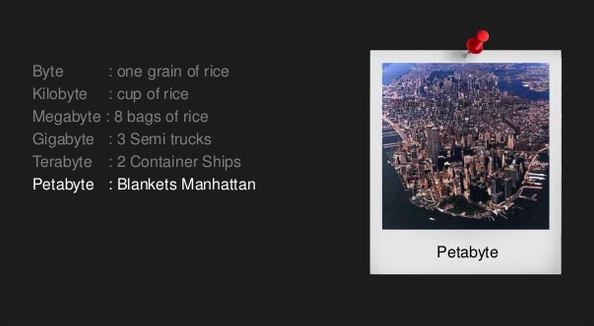 Byte : one grain of rice
Kilobyte : cup of rice
Megabyte : 8 bags of rice
Gigabyte : 3 Semi trucks
Terabyte : 2 Container Ships
Petabyte : Blankets Manhattan
Petabyte